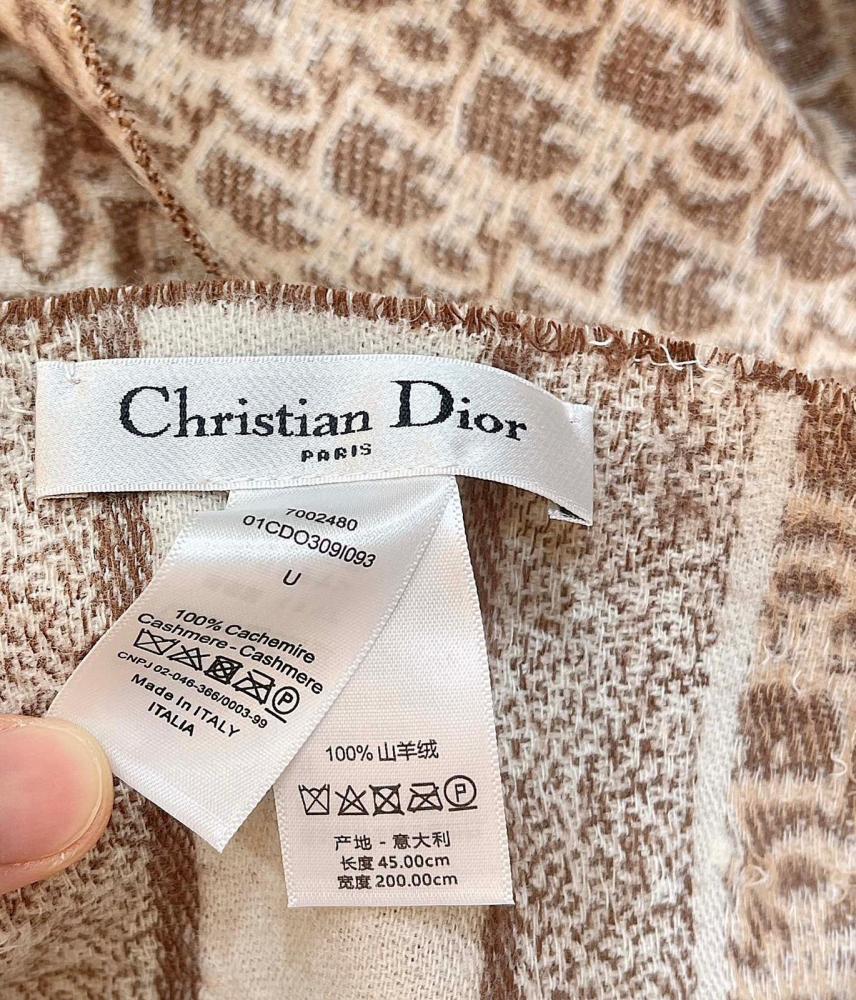 Christian Dior
PARIS
7002480
01CDO309I093
U
100% Cachemire
Cashmere-Cashmere
P
CNPJ 02-046-366/0003-99
Made In ITALY
ITALIA
100% 山羊绒
P
产地 - 意大利
长度 45.00cm
宽度 200.00cm